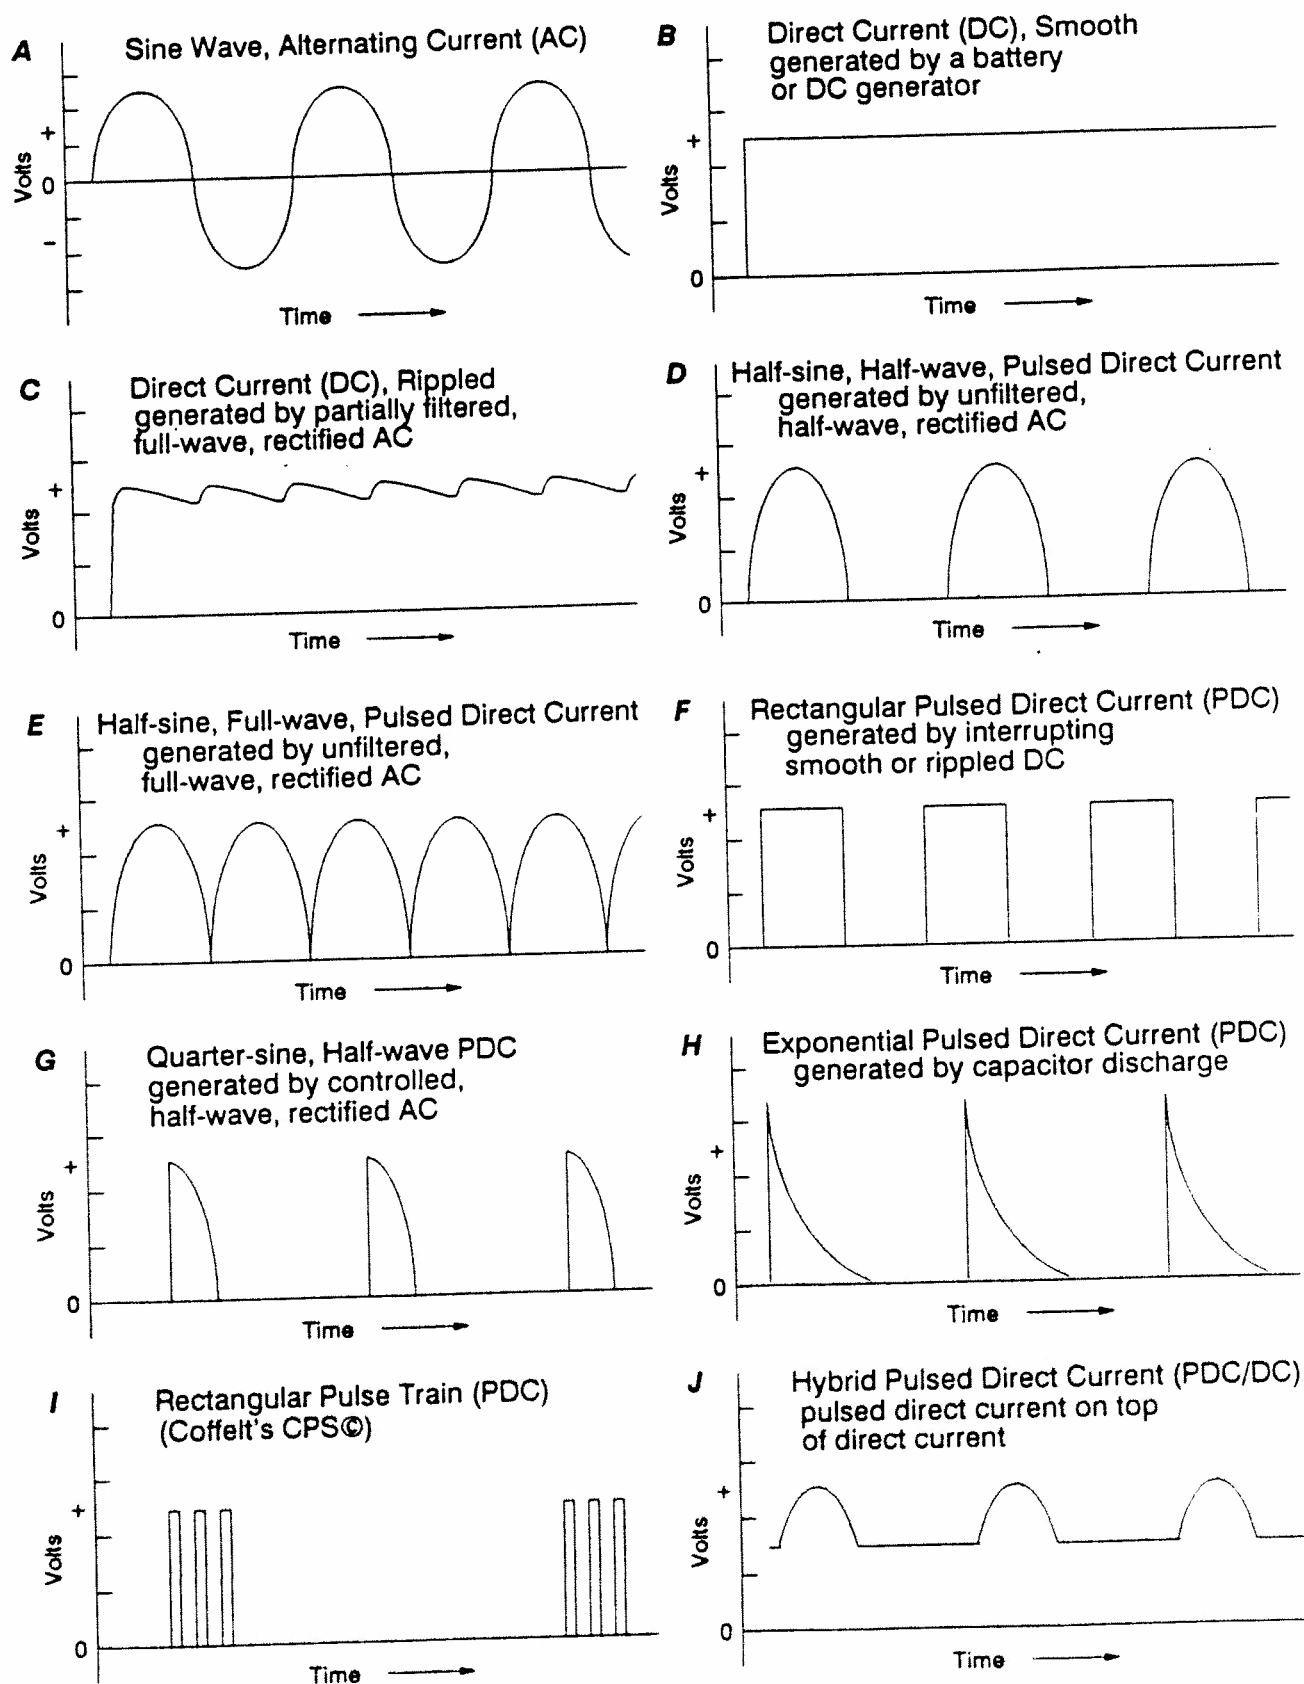 A
Sine Wave, Alternating Current (AC)
+
Volts
0
-
Time
B
Direct Current (DC), Smooth
generated by a battery
or DC generator
+
Volts
0
Time
C
Direct Current (DC), Rippled
generated by partially filtered,
full-wave, rectified AC
+
Volts
0
Time
D
Half-sine, Half-wave, Pulsed Direct Current
generated by unfiltered,
half-wave, rectified AC
+
Volts
0
Time
E
Half-sine, Full-wave, Pulsed Direct Current
generated by unfiltered,
full-wave, rectified AC
+
Volts
0
Time
F
Rectangular Pulsed Direct Current (PDC)
generated by interrupting
smooth or rippled DC
+
Volts
0
Time
G
Quarter-sine, Half-wave PDC
generated by controlled,
half-wave, rectified AC
+
Volts
0
Time
H
Exponential Pulsed Direct Current (PDC)
generated by capacitor discharge
+
Volts
0
Time
I
Rectangular Pulse Train (PDC)
(Coffelt's CPS©)
+
Volts
0
Time
J
Hybrid Pulsed Direct Current (PDC/DC)
pulsed direct current on top
of direct current
+
Volts
0
Time